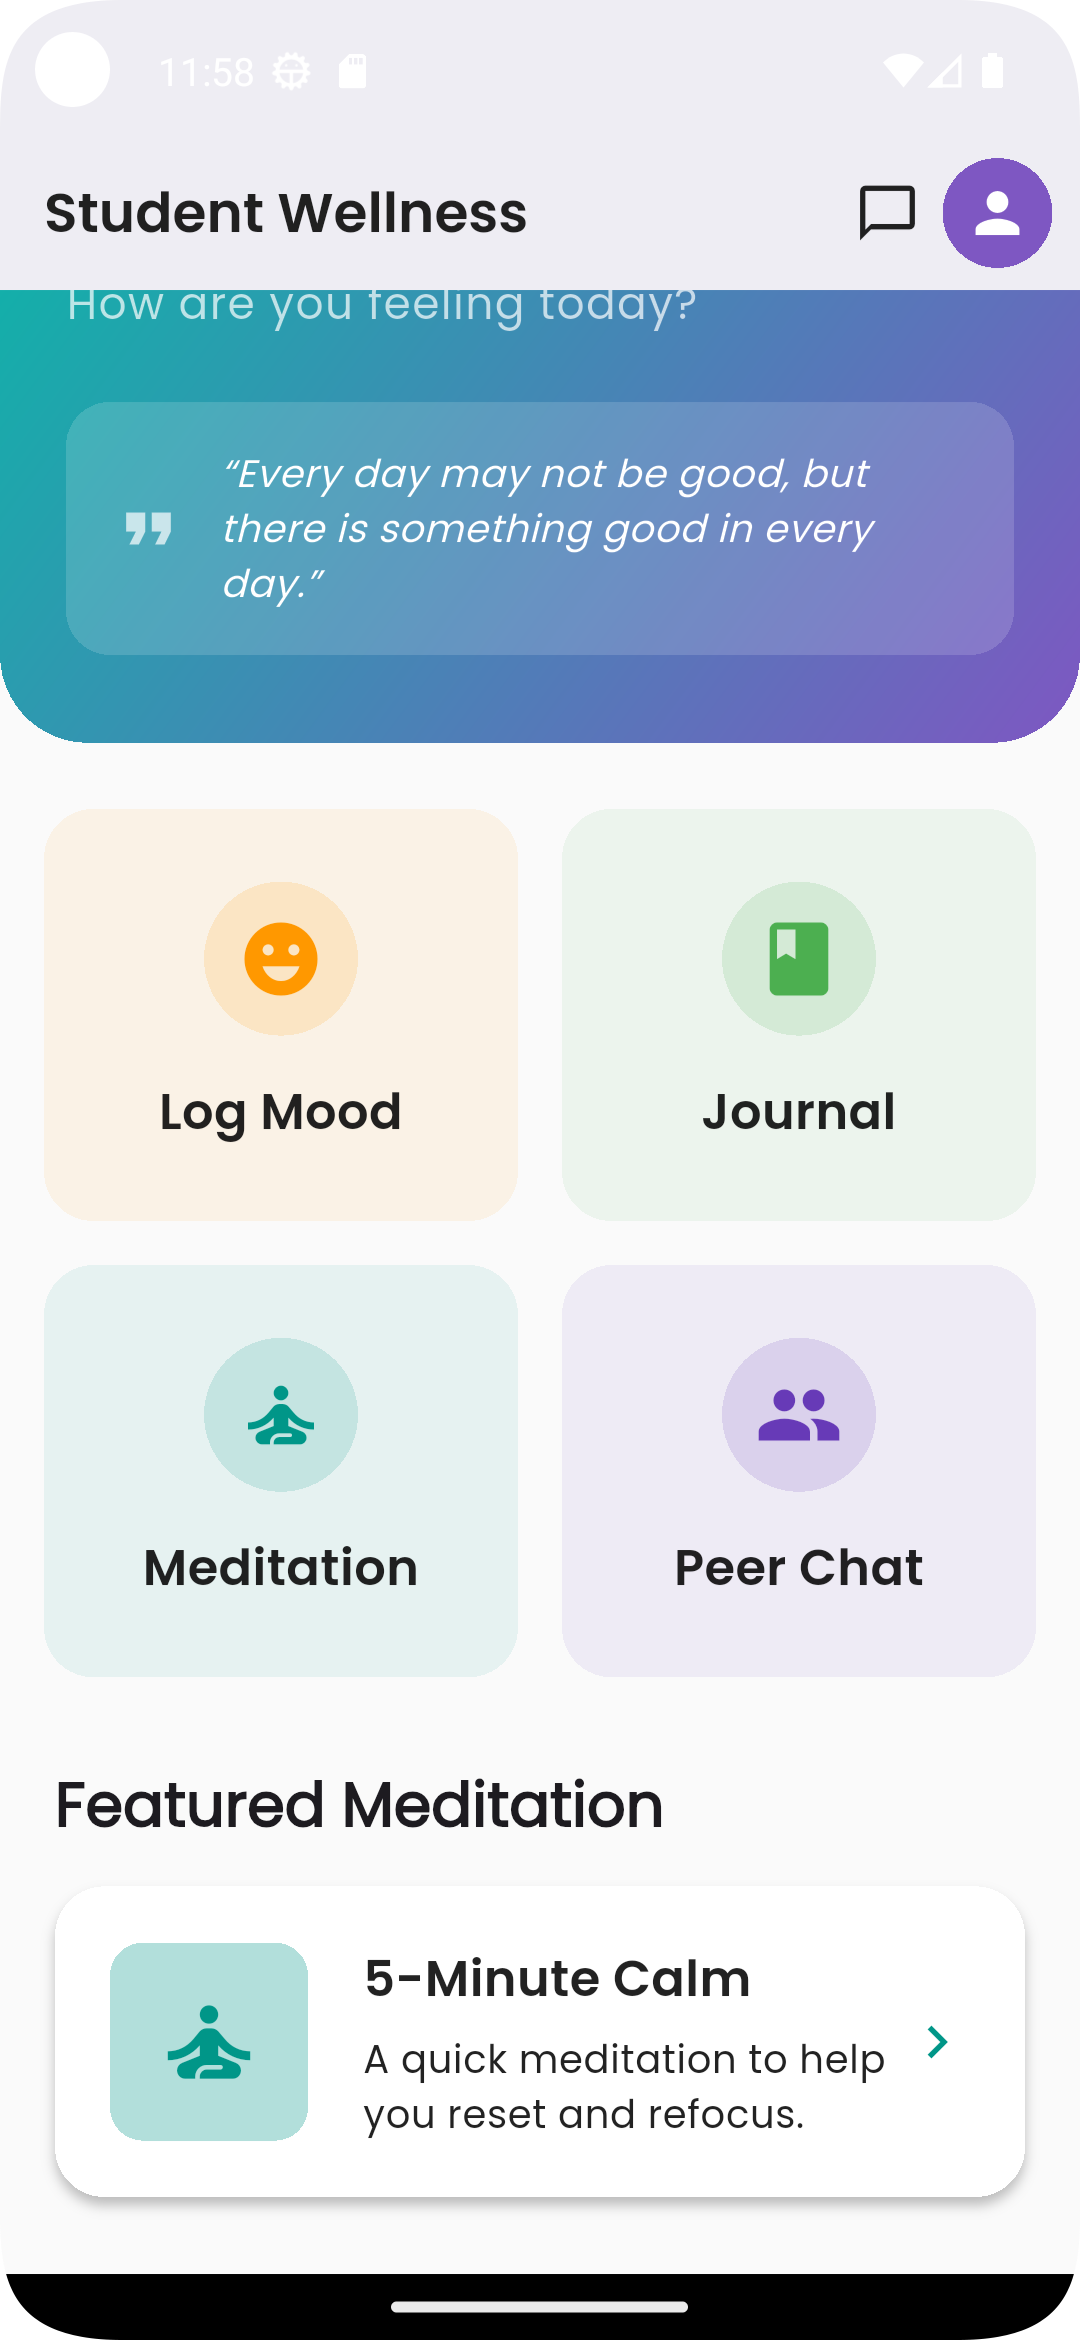 11:58
Student Wellness
How are you feeling today?
“Every day may not be good, but
there is something good in every
day.”
Log Mood
Journal
Meditation
Peer Chat
Featured Meditation
5-Minute Calm
A quick meditation to help
you reset and refocus.